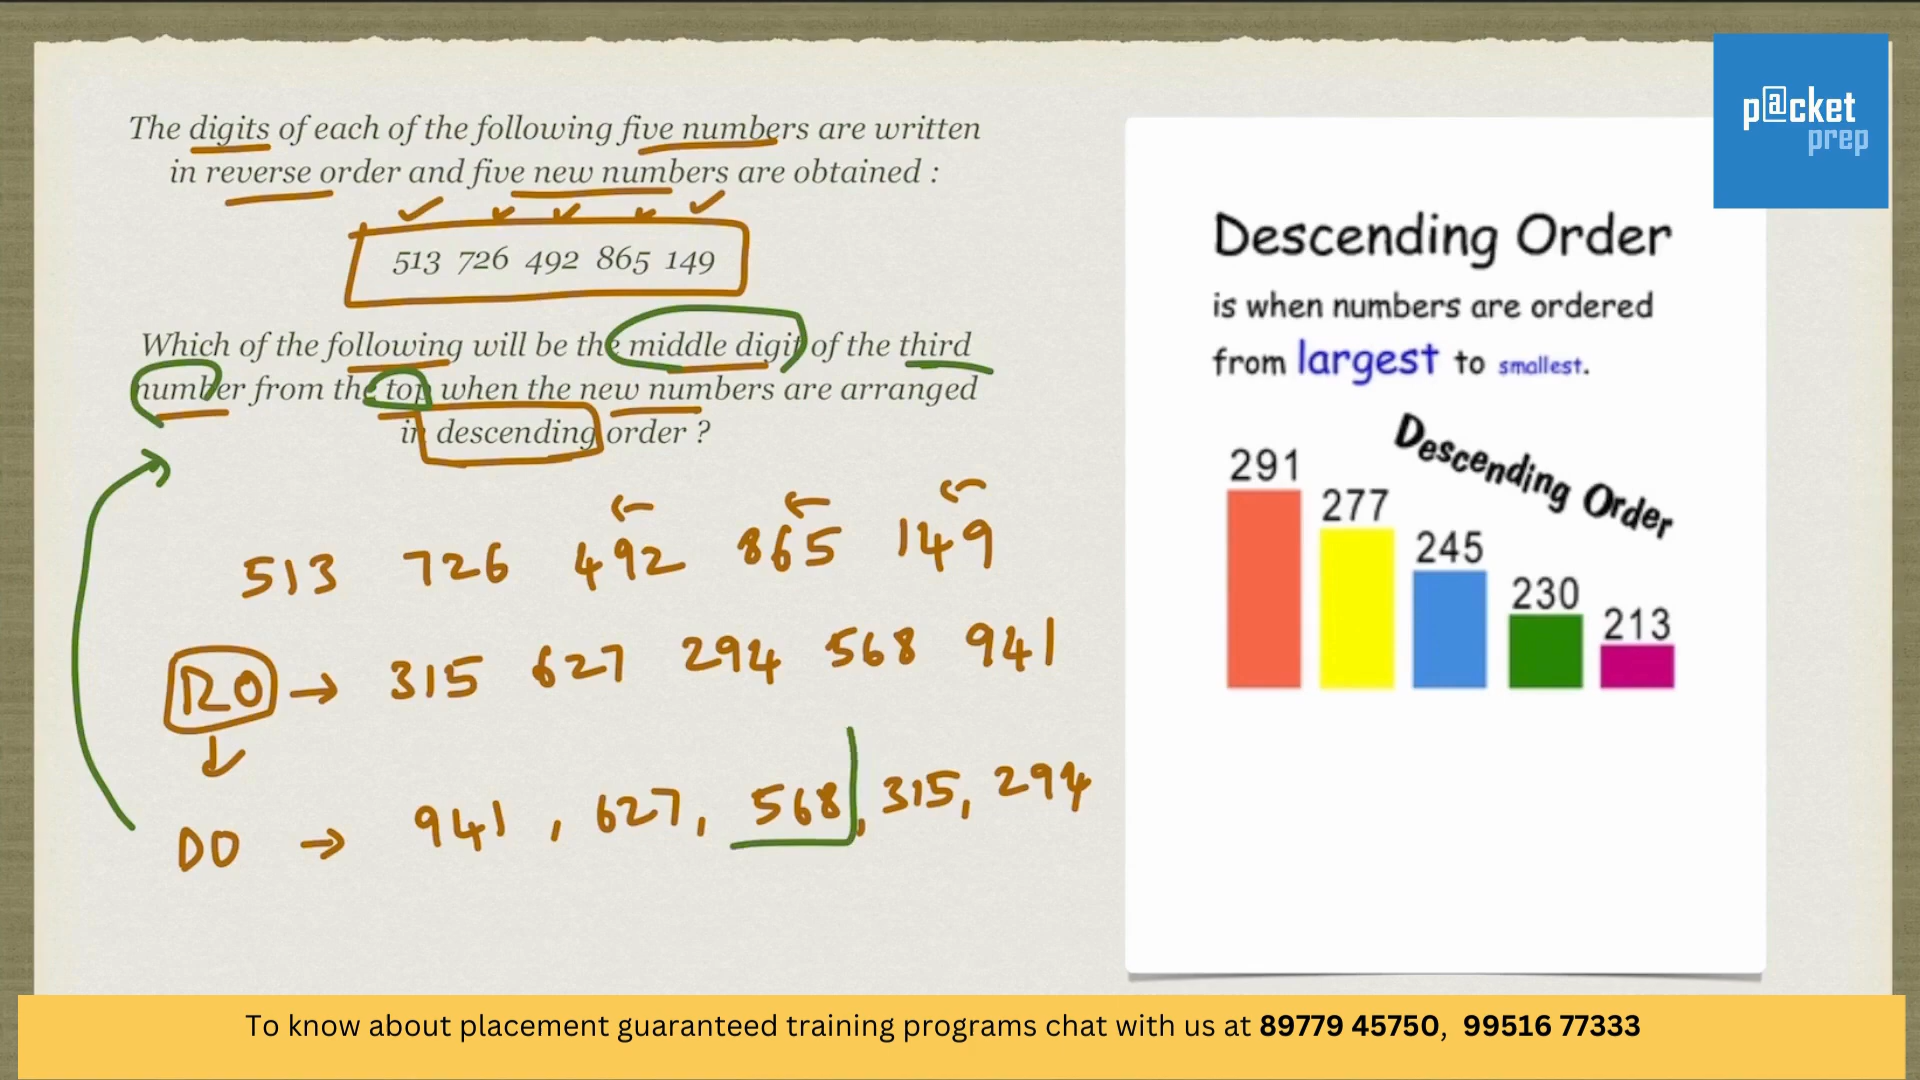 The digits of each of the following five numbers are written
in reverse order and five new numbers are obtained :
513 726 492 865 149
Which of the following will be the middle digit of the third
number from the top when the new numbers are arranged
in descending order ?
513 726 492 865 149
RO → 315 627 294 568 941
DO → 941 , 627, 568, 315, 294
p@cket
prep
Descending Order
is when numbers are ordered
from largest to smallest.
Descending Order
291
277
245
230
213
To know about placement guaranteed training programs chat with us at 89779 45750, 99516 77333